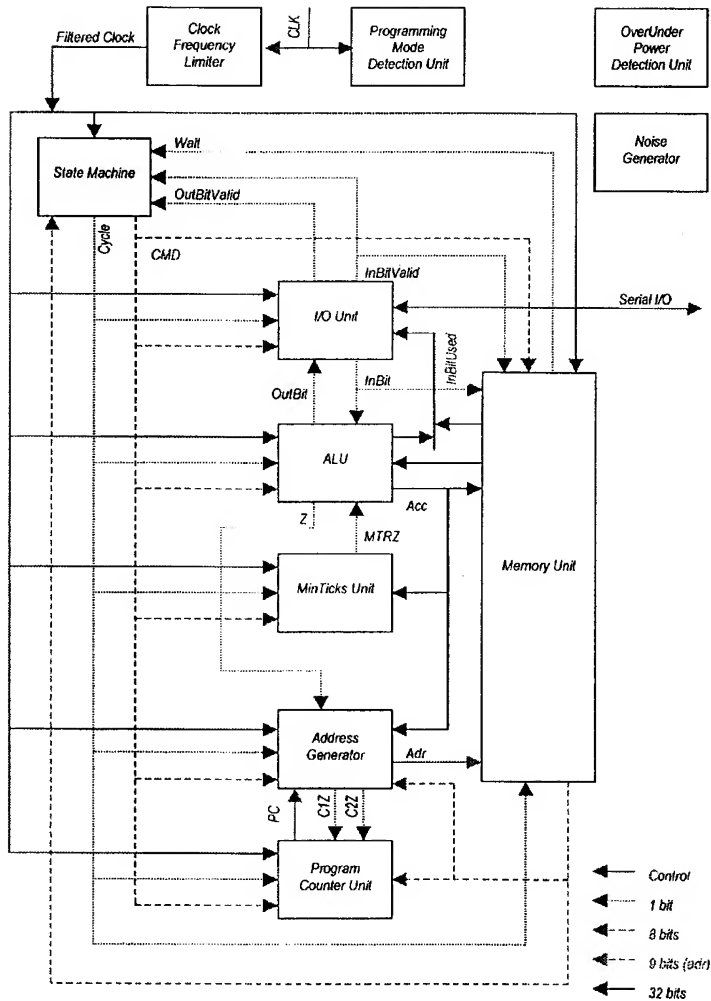 Filtered Clock
Clock
Frequency
Limiter
CLK
Programming
Mode
Detection Unit
OverUnder
Power
Detection Unit
Noise
Generator
State Machine
Wait
OutBitValid
Cycle
CMD
InBitValid
I/O Unit
Serial I/O
OutBit
InBit
InBitUsed
ALU
Z
Acc
MTRZ
MinTicks Unit
Memory Unit
Address
Generator
Adr
PC
C1Z
C2Z
Program
Counter Unit
Control
1 bit
8 bits
9 bits (adr)
32 bits